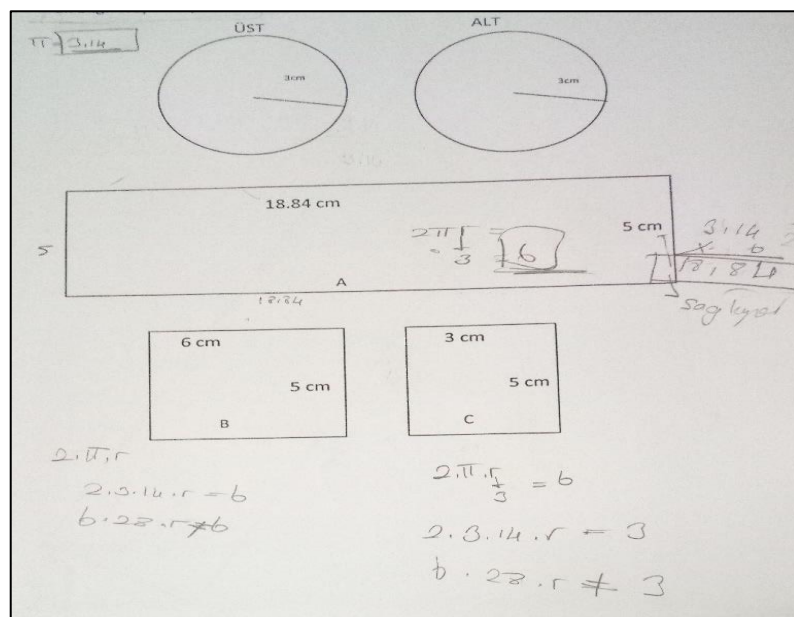 ÜST
ALT
π 3.14
3cm
3cm
18.84 cm
5 cm
5
2π r =
3
6
3.14
x 6
18,84
A
18.84
6 cm
3 cm
5 cm
5 cm
B
C
2.π.r
2.3.14.r = 6
6.28.r ≠ 6
2.π.r = 6
3
2.3.14.r = 3
6.28.r ≠ 3